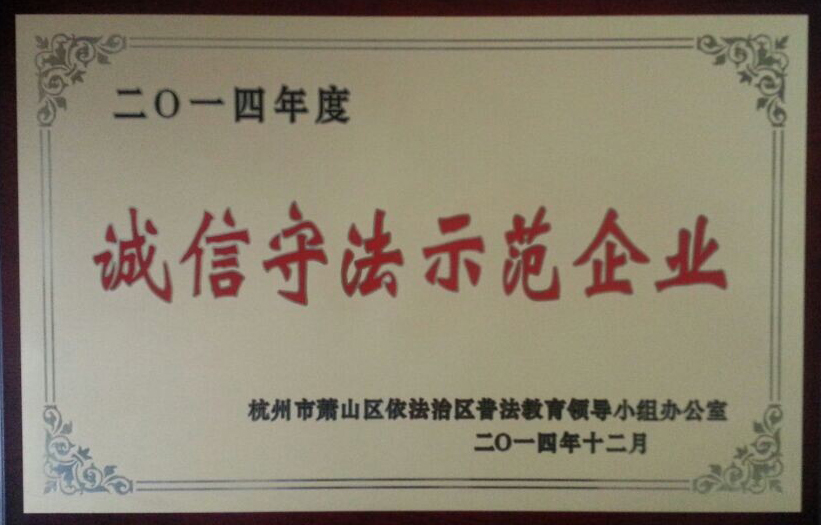 二〇一四年度
诚信守法示范企业
杭州市萧山区依法治区普法教育领导小组办公室
二〇一四年十二月